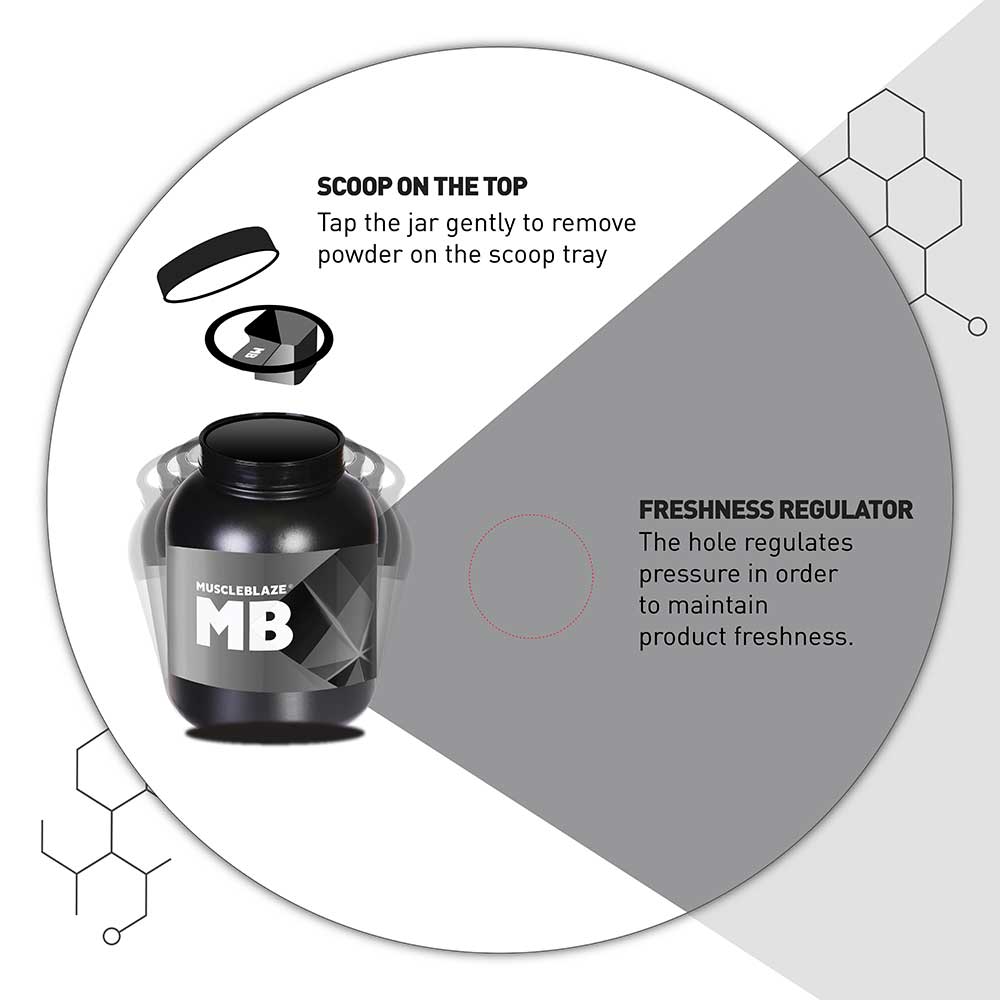 SCOOP ON THE TOP
Tap the jar gently to remove
powder on the scoop tray
MB
MUSCLEBLAZE®
MB
FRESHNESS REGULATOR
The hole regulates
pressure in order
to maintain
product freshness.